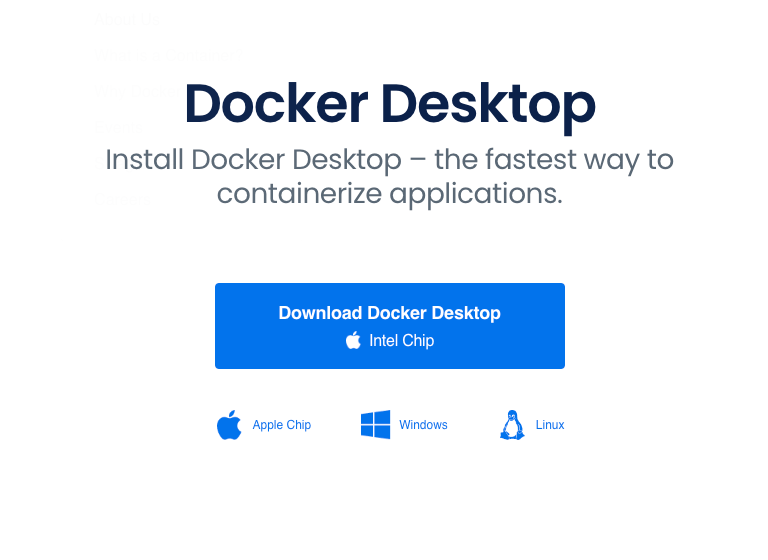 Docker Desktop
Install Docker Desktop – the fastest way to
containerize applications.
Download Docker Desktop
Intel Chip
Apple Chip
Windows
Linux